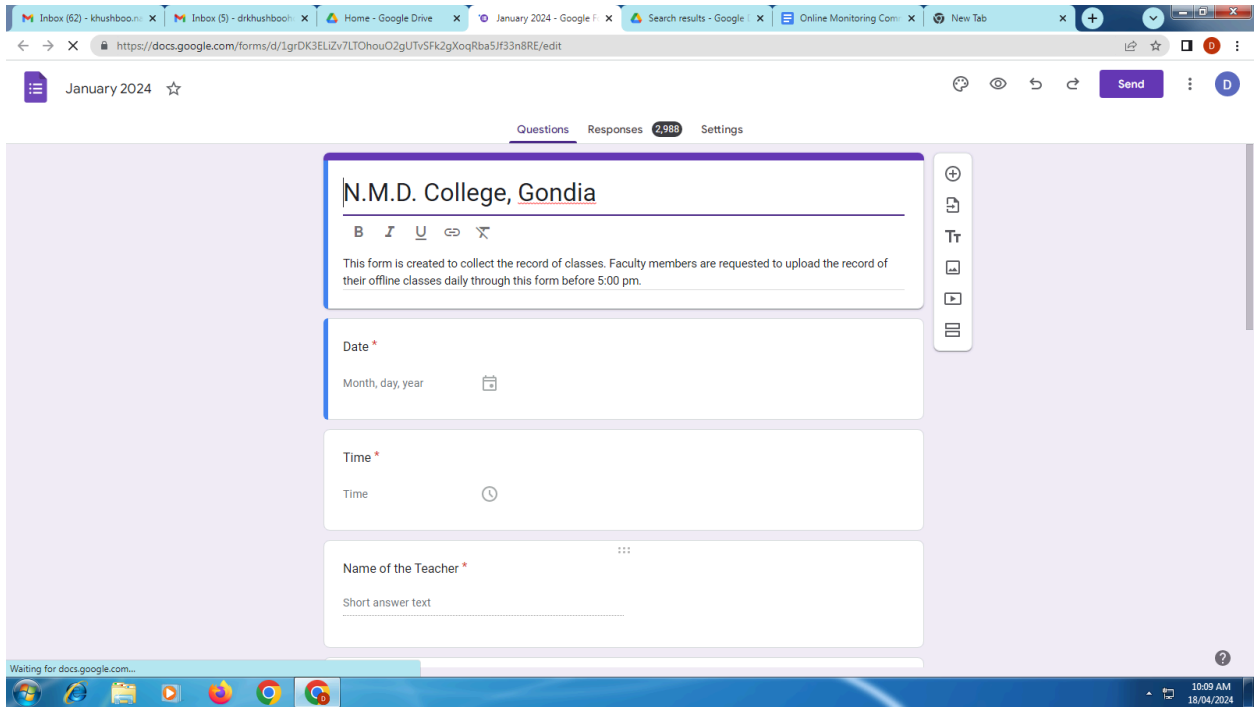 Inbox (62) - khushboo.na
Inbox (5) - drkhushbooh
Home - Google Drive
January 2024 - Google F
Search results - Google
Online Monitoring Com
New Tab
https://docs.google.com/forms/d/1grDK3ELiZv7LTOhouO2gUTvSFk2gXoqRba5Jf33n8RE/edit
D
January 2024
Send
D
Questions Responses 2,988 Settings
N.M.D. College, Gondia
B I U
This form is created to collect the record of classes. Faculty members are requested to upload the record of
their offline classes daily through this form before 5:00 pm.
Tт
Date *
Month, day, year
Time *
Time
Name of the Teacher *
Short answer text
Waiting for docs.google.com...
10:09 AM
18/04/2024